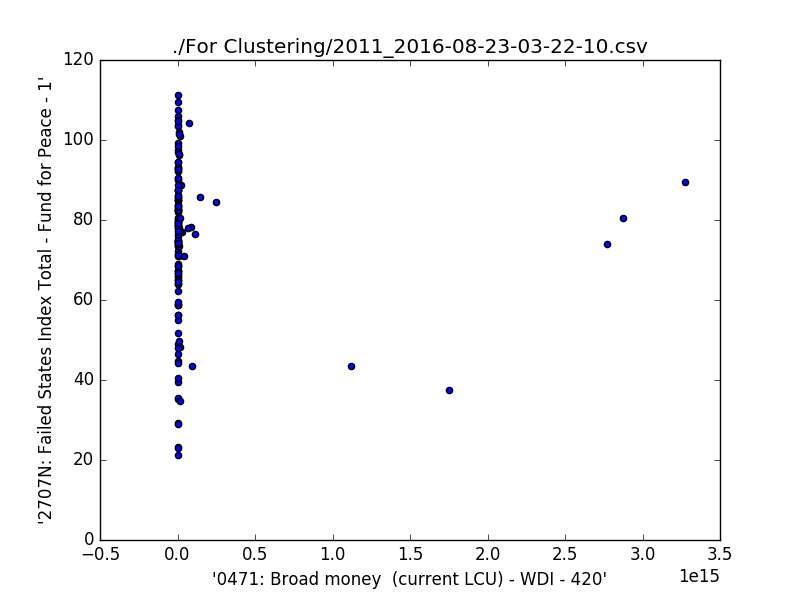 ./For Clustering/2011_2016-08-23-03-22-10.csv
120
100
80
60
40
20
0
'2707N: Failed States Index Total - Fund for Peace - 1'
−0.5 0.0 0.5 1.0 1.5 2.0 2.5 3.0 3.5
1e15
'0471: Broad money  (current LCU) - WDI - 420'